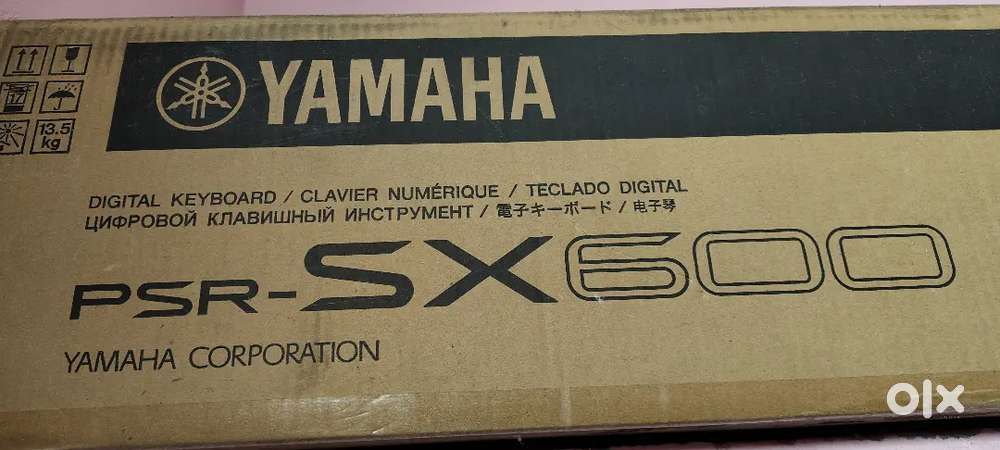 YAMAHA
13.5
kg
DIGITAL KEYBOARD / CLAVIER NUMÉRIQUE / TECLADO DIGITAL
ЦИФРОВОЙ КЛАВИШНЫЙ ИНСТРУМЕНТ / 電子キーボード / 电子琴
PSR-SX600
YAMAHA CORPORATION
olx